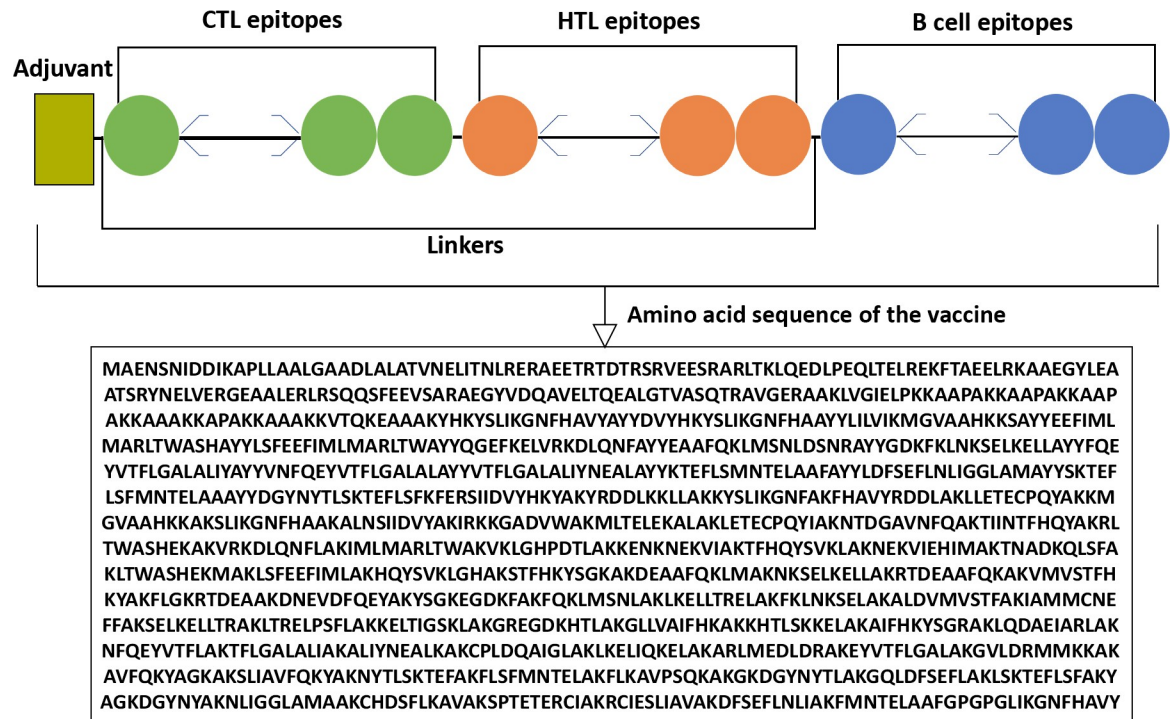 CTL epitopes
HTL epitopes
B cell epitopes
Adjuvant
Linkers
Amino acid sequence of the vaccine
MAENSNIDDIKAPLLAALGAADLALATVNELITNLRERAEETRTDTRSRVEESRARLTKLQEDLPEQLTELREKFTAEELRKAAEGYLEA
ATSRYNELVERGEAALERLRSQQSFEEVSARAEGYVDQAVELTQEALGTVASQTRAVGERAAKLVGIELPKKAAPAKKAAPAKKAAP
AKKAAAKKAPAKKAAAKKVTQKEAAAKYHKYSLIKGNFHAVYAYYDVYHKYSLIKGNFHAAYYLILVIKMGVAAHKKSAYYEEFIML
MARLTWASHAYYLSFEEFIMLMARLTWAYYQGEFKELVRKDLQNFAYYEAAFQKLMSNLDSNRAYYGDKFKLNKSELKELLAYYFQE
YVTFLGALALIYAYYVNFQEYVTFLGALALAYYVTFLGALALIYNEALAYYKTEFLSMNTELAAFAYYLDFSEFLNLIGGLAMAYYSKTEF
LSFMNTELAAAYYDGYNYTLSKTEFLSFKFERSIIDVYHKYAKYRDDLKKLLAKKYSLIKGNFAKFHAVYRDDLAKLLETECPQYAKKM
GVAAHKKAKSLIKGNFHAAKALNSIIDVYAKIRKKGADVWAKMLTELEKALAKLETECPQYIAKNTDGAVNFQAKTIINTFHQYAKRL
TWASHEKAKVRKDLQNFLAKIMLMARLTWAKVKLGHPDTLAKKENKNEKVIAKTFHQYSVKLAKNEKVIEHIMAKTNADKQLSFA
KLTWASHEKMAKLSFEEFIMLAKHQYSVKLGHAKSTFHKYSGKAKDEAAFQKLMAKNKSELKELLAKRTDEAAFQKAKVMVSTFH
KYAKFLGKRTDEAAKDNEVDFQEYAKYSGKEGDKFAKFQKLMSNLAKLKELLTRELAKFKLNKSELAKALDVMVSTFAKIAMMCNE
FFAKSELKELLTRAKLTRELPSFLAKKELTIGSKLAKGREGDKHTLAKGLLVAIFHKAKKHTLSKKELAKAIFHKYSGRAKLQDAEIARLAK
NFQEYVTFLAKTFLGALALIAKALIYNEALKAKCPLDQAIGLAKLKELIQKELAKARLMEDLDRAKEYVTFLGALAKGVLDRMMKKAK
AVFQKYAGKAKSLIAVFQKYAKNYTLSKTEFAKFLSFMNTELAKFLKAVPSQKAKGKDGYNYTLAKGQLDFSEFLAKLSKTEFLSFAKY
AGKDGYNYAKNLIGGLAMAAKCHDSFLKAVAKSPTETERCIAKRCIESLIAVAKDFSEFLNLIAKFMNTELAAFGPGPGLIKGNFHAVY